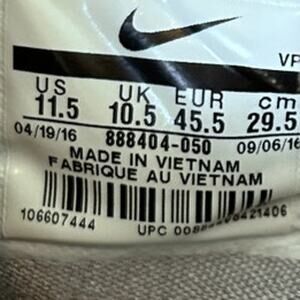 VP
US UK EUR cm
11.5 10.5 45.5 29.5
04/19/16 888404-050 09/06/16
MADE IN VIETNAM
FABRIQUE AU VIETNAM
106607444
UPC